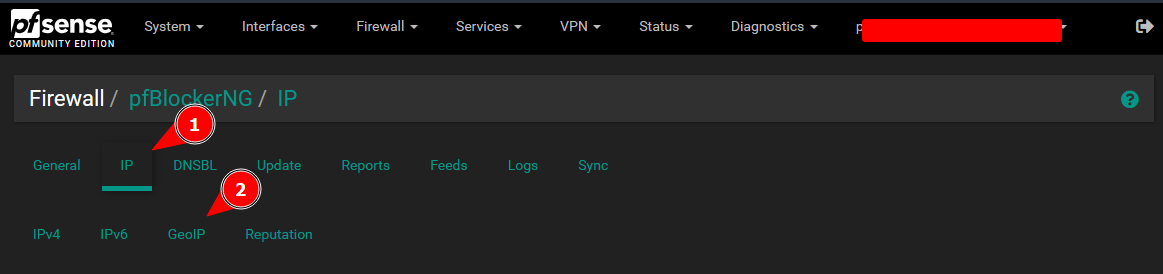 pfsense System Interfaces Firewall Services VPN Status Diagnostics p
COMMUNITY EDITION
Firewall / pfBlockerNG / IP ?
1
General IP DNSBL Update Reports Feeds Logs Sync
2
IPv4 IPv6 GeoIP Reputation